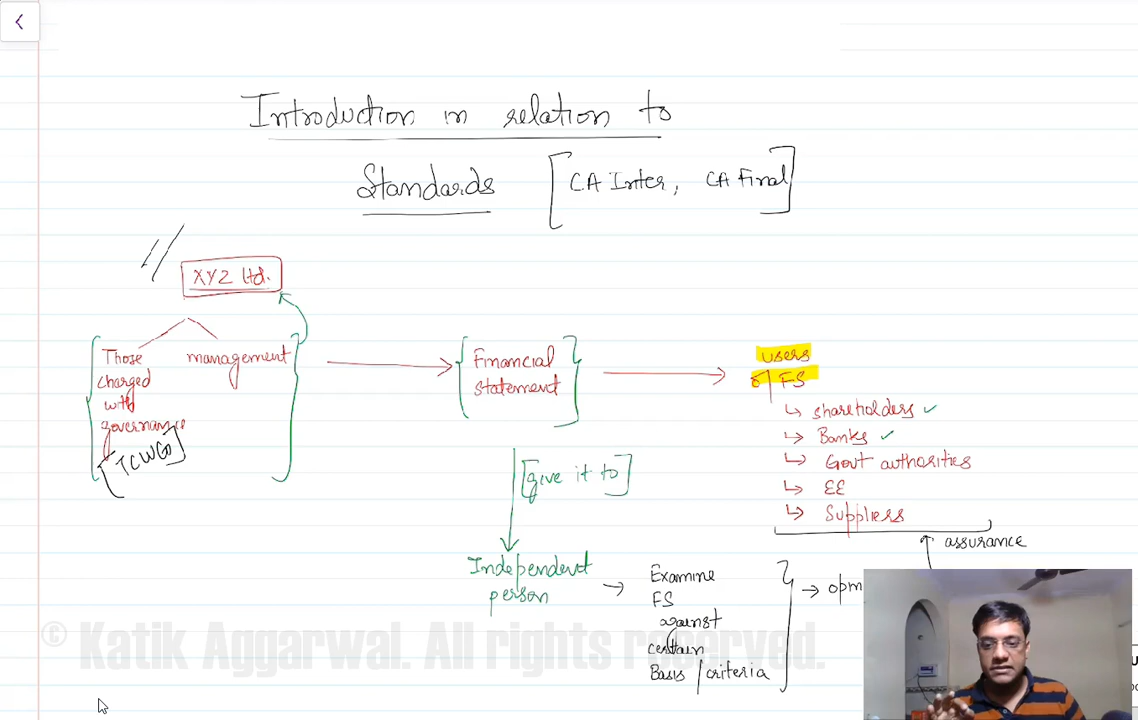 Introduction in relation to
Standards [CA Inter, CA Final]
XYZ Ltd.
Those
charged
with
governance
[TCWG]
management
Financial
statement
users
of FS
shareholders
Banks
Govt authorities
EE
Suppliers
assurance
[give it to]
Independent
person
Examine
FS
against
certain
Basis / criteria
© Katik Aggarwal. All rights reserved.